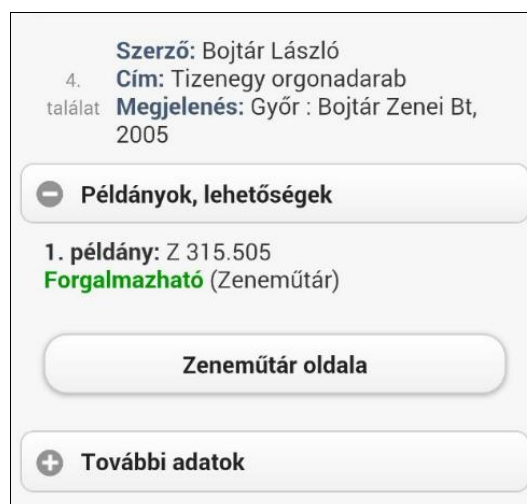 4.
találat
Szerző: Bojtár László
Cím: Tizenegy orgonadarab
Megjelenés: Győr : Bojtár Zenei Bt,
2005
Példányok, lehetőségek
1. példány: Z 315.505
Forgalmazható (Zeneműtár)
Zeneműtár oldala
További adatok